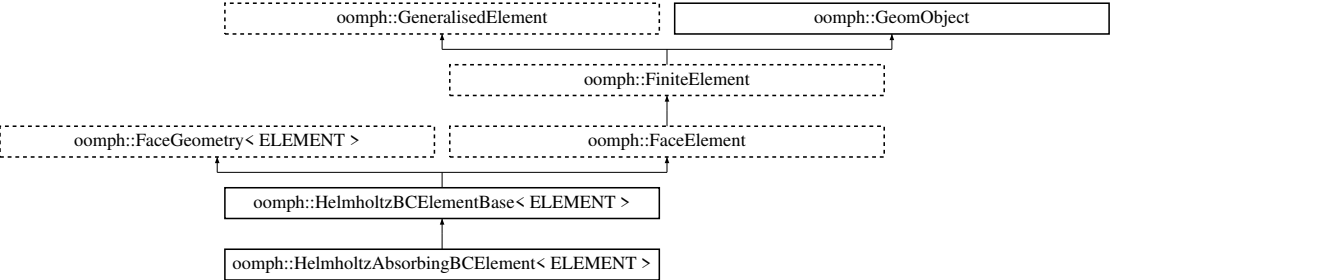 oomph::GeneralisedElement
oomph::GeomObject
oomph::FiniteElement
oomph::FaceGeometry< ELEMENT >
oomph::FaceElement
oomph::HelmholtzBCElementBase< ELEMENT >
oomph::HelmholtzAbsorbingBCElement< ELEMENT >